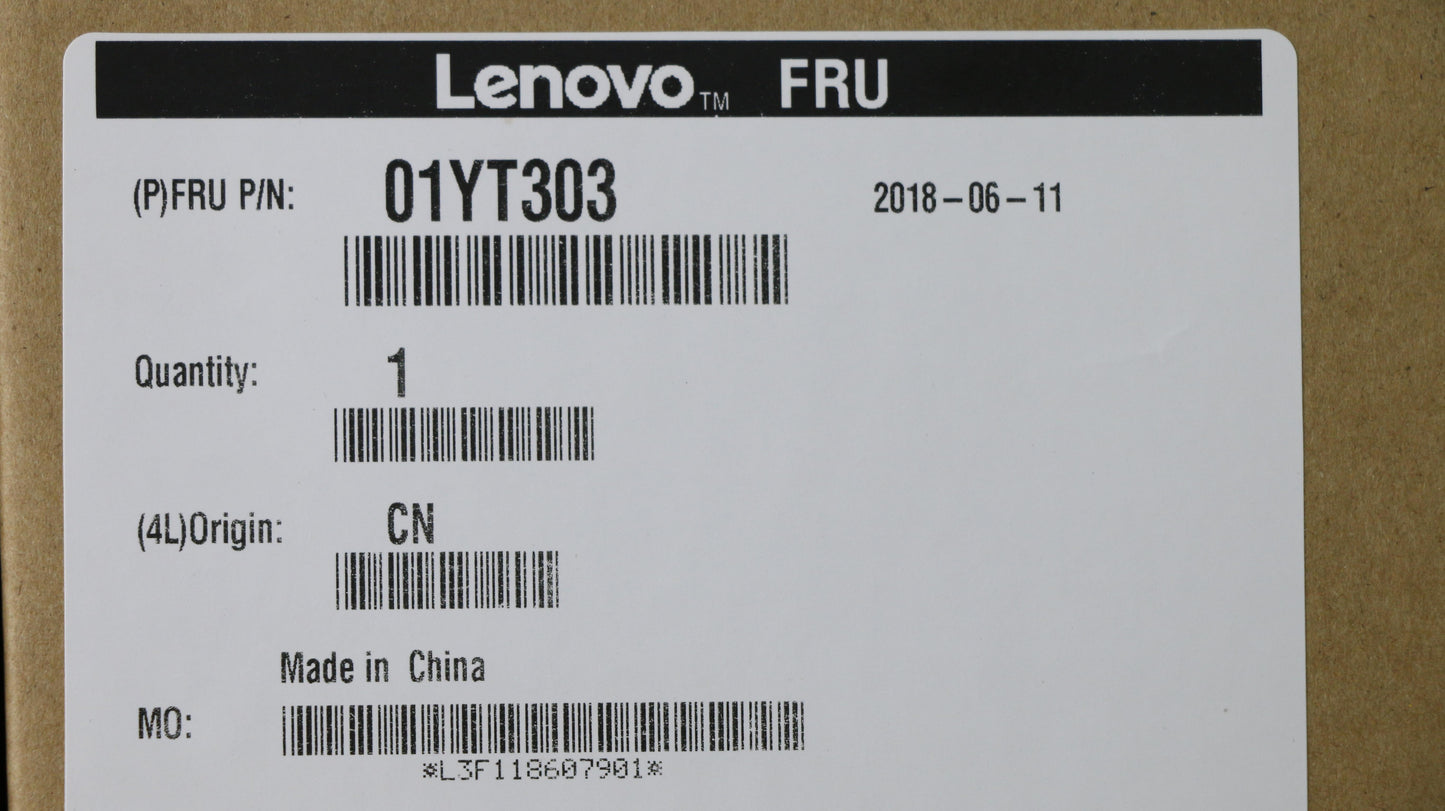 Lenovo™ FRU
(P)FRU P/N: 01YT303 2018-06-11
Quantity: 1
(4L)Origin: CN
Made in China
MO:
*L3F118607901*